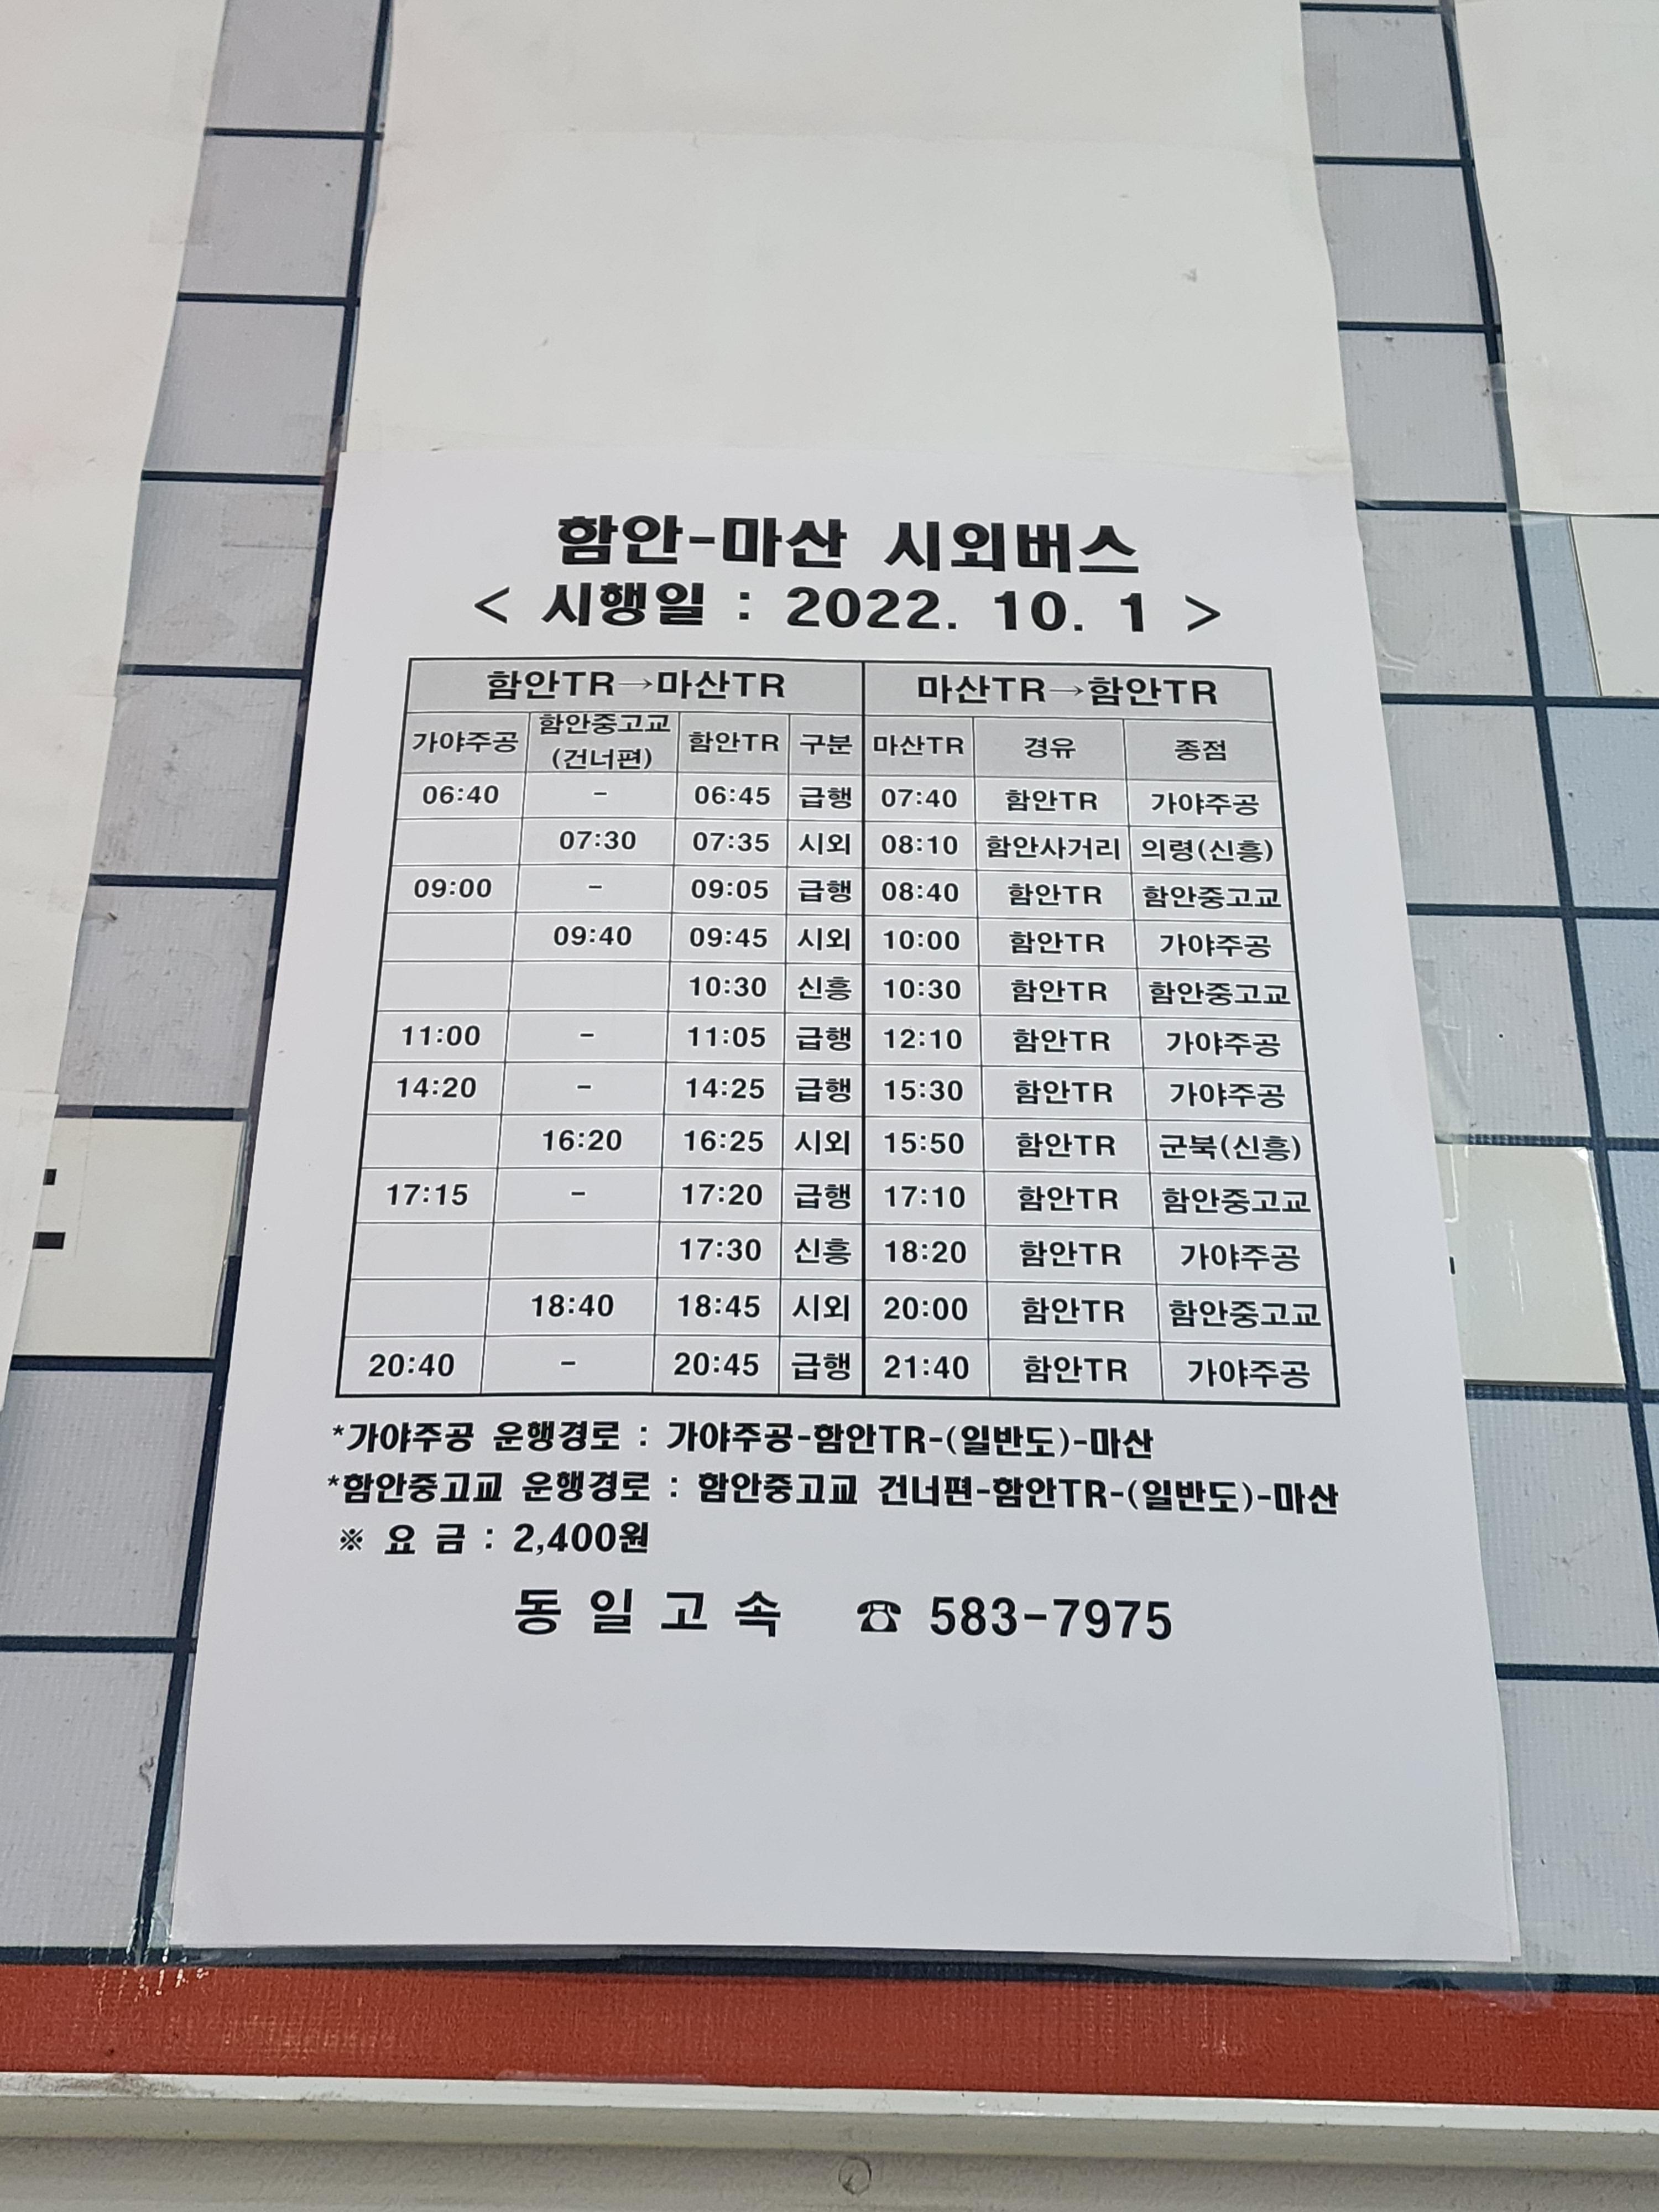 함안-마산 시외버스
< 시행일 : 2022. 10. 1 >
함안TR→마산TR 마산TR→함안TR
가야주공 함안중고교 (건너편) 함안TR 구분 마산TR 경유 종점
06:40 - 06:45 급행 07:40 함안TR 가야주공
07:30 07:35 시외 08:10 함안사거리 의령(신흥)
09:00 - 09:05 급행 08:40 함안TR 함안중고교
09:40 09:45 시외 10:00 함안TR 가야주공
10:30 신흥 10:30 함안TR 함안중고교
11:00 - 11:05 급행 12:10 함안TR 가야주공
14:20 - 14:25 급행 15:30 함안TR 가야주공
16:20 16:25 시외 15:50 함안TR 군북(신흥)
17:15 - 17:20 급행 17:10 함안TR 함안중고교
17:30 신흥 18:20 함안TR 가야주공
18:40 18:45 시외 20:00 함안TR 함안중고교
20:40 - 20:45 급행 21:40 함안TR 가야주공
*가야주공 운행경로 : 가야주공-함안TR-(일반도)-마산
*함안중고교 운행경로 : 함안중고교 건너편-함안TR-(일반도)-마산
※ 요 금 : 2,400원
동 일 고 속 ☎ 583-7975